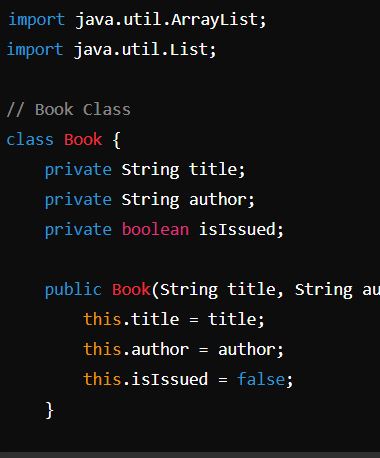 import java.util.ArrayList;
import java.util.List;
// Book Class
class Book {
private String title;
private String author;
private boolean isIssued;
public Book(String title, String
this.title = title;
this.author = author;
this.isIssued = false;
}